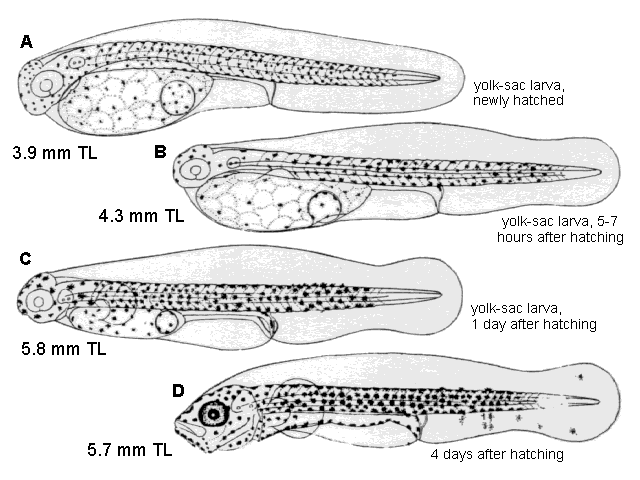 A
yolk-sac larva,
newly hatched
3.9 mm TL
B
4.3 mm TL
yolk-sac larva, 5-7
hours after hatching
C
yolk-sac larva,
1 day after hatching
5.8 mm TL
D
5.7 mm TL
4 days after hatching